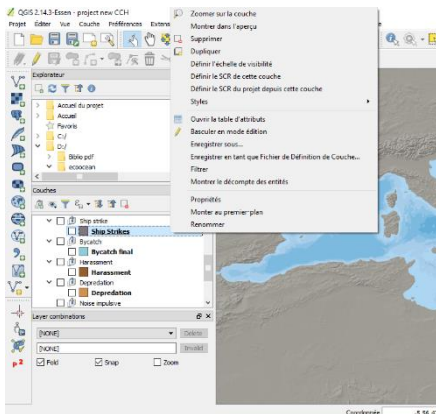 QGIS 2.14.3-Essen - project new CCH
Projet Éditer Vue Couche Préférences Extens
Explorateur
Accueil du projet
Accueil
Favoris
C:/
D:/
Biblio pdf
ecoocean
Couches
Ship strike
Ship Strikes
Bycatch
Bycatch final
Harassment
Harassment
Depredation
Depredation
Noise impulsive
Layer combinations
[NONE]
Delete
[NONE]
Invalid
Fold
Snap
Zoom
Zoomer sur la couche
Montrer dans l'aperçu
Supprimer
Dupliquer
Définir l'échelle de visibilité
Définir le SCR de cette couche
Définir le SCR du projet depuis cette couche
Styles
Ouvrir la table d'attributs
Basculer en mode édition
Enregistrer sous...
Enregistrer en tant que Fichier de Définition de Couche...
Filtrer
Montrer le décompte des entités
Propriétés
Monter au premier plan
Renommer
Coordonnée